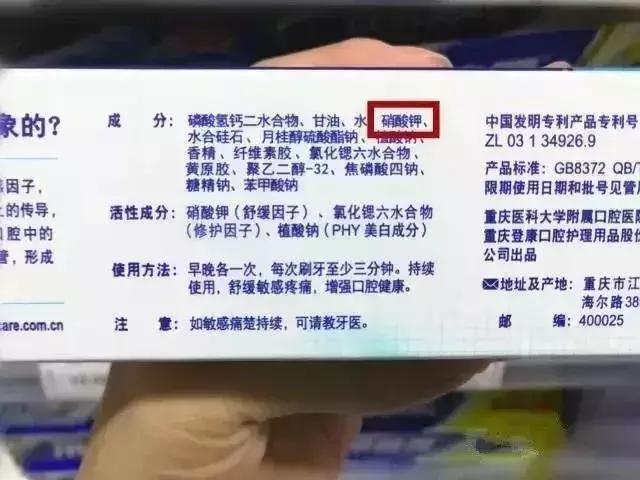 象的?
成 分: 磷酸氢钙二水合物、甘油、水、硝酸钾、
水合硅石、月桂醇硫酸酯钠、植酸钠、
香精、纤维素胶、氯化锶六水合物、
黄原胶、聚乙二醇-32、焦磷酸四钠、
糖精钠、苯甲酸钠
活性成分: 硝酸钾(舒缓因子)、氯化锶六水合物
(修护因子)、植酸钠(PHY 美白成分)
使用方法: 早晚各一次,每次刷牙至少三分钟。持续
使用,舒缓敏感疼痛,增强口腔健康。
注 意: 如敏感痛楚持续,可请教牙医。
因子,
上的传导,
口腔中的
管,形成
care.com.cn
中国发明专利产品专利号
ZL 03 1 34926.9
产品标准:GB8372 QB/T
限期使用日期和批号见管
重庆医科大学附属口腔医院
重庆登康口腔护理用品股份
公司出品
地址及产地:重庆市江
海尔路38
邮 编:400025